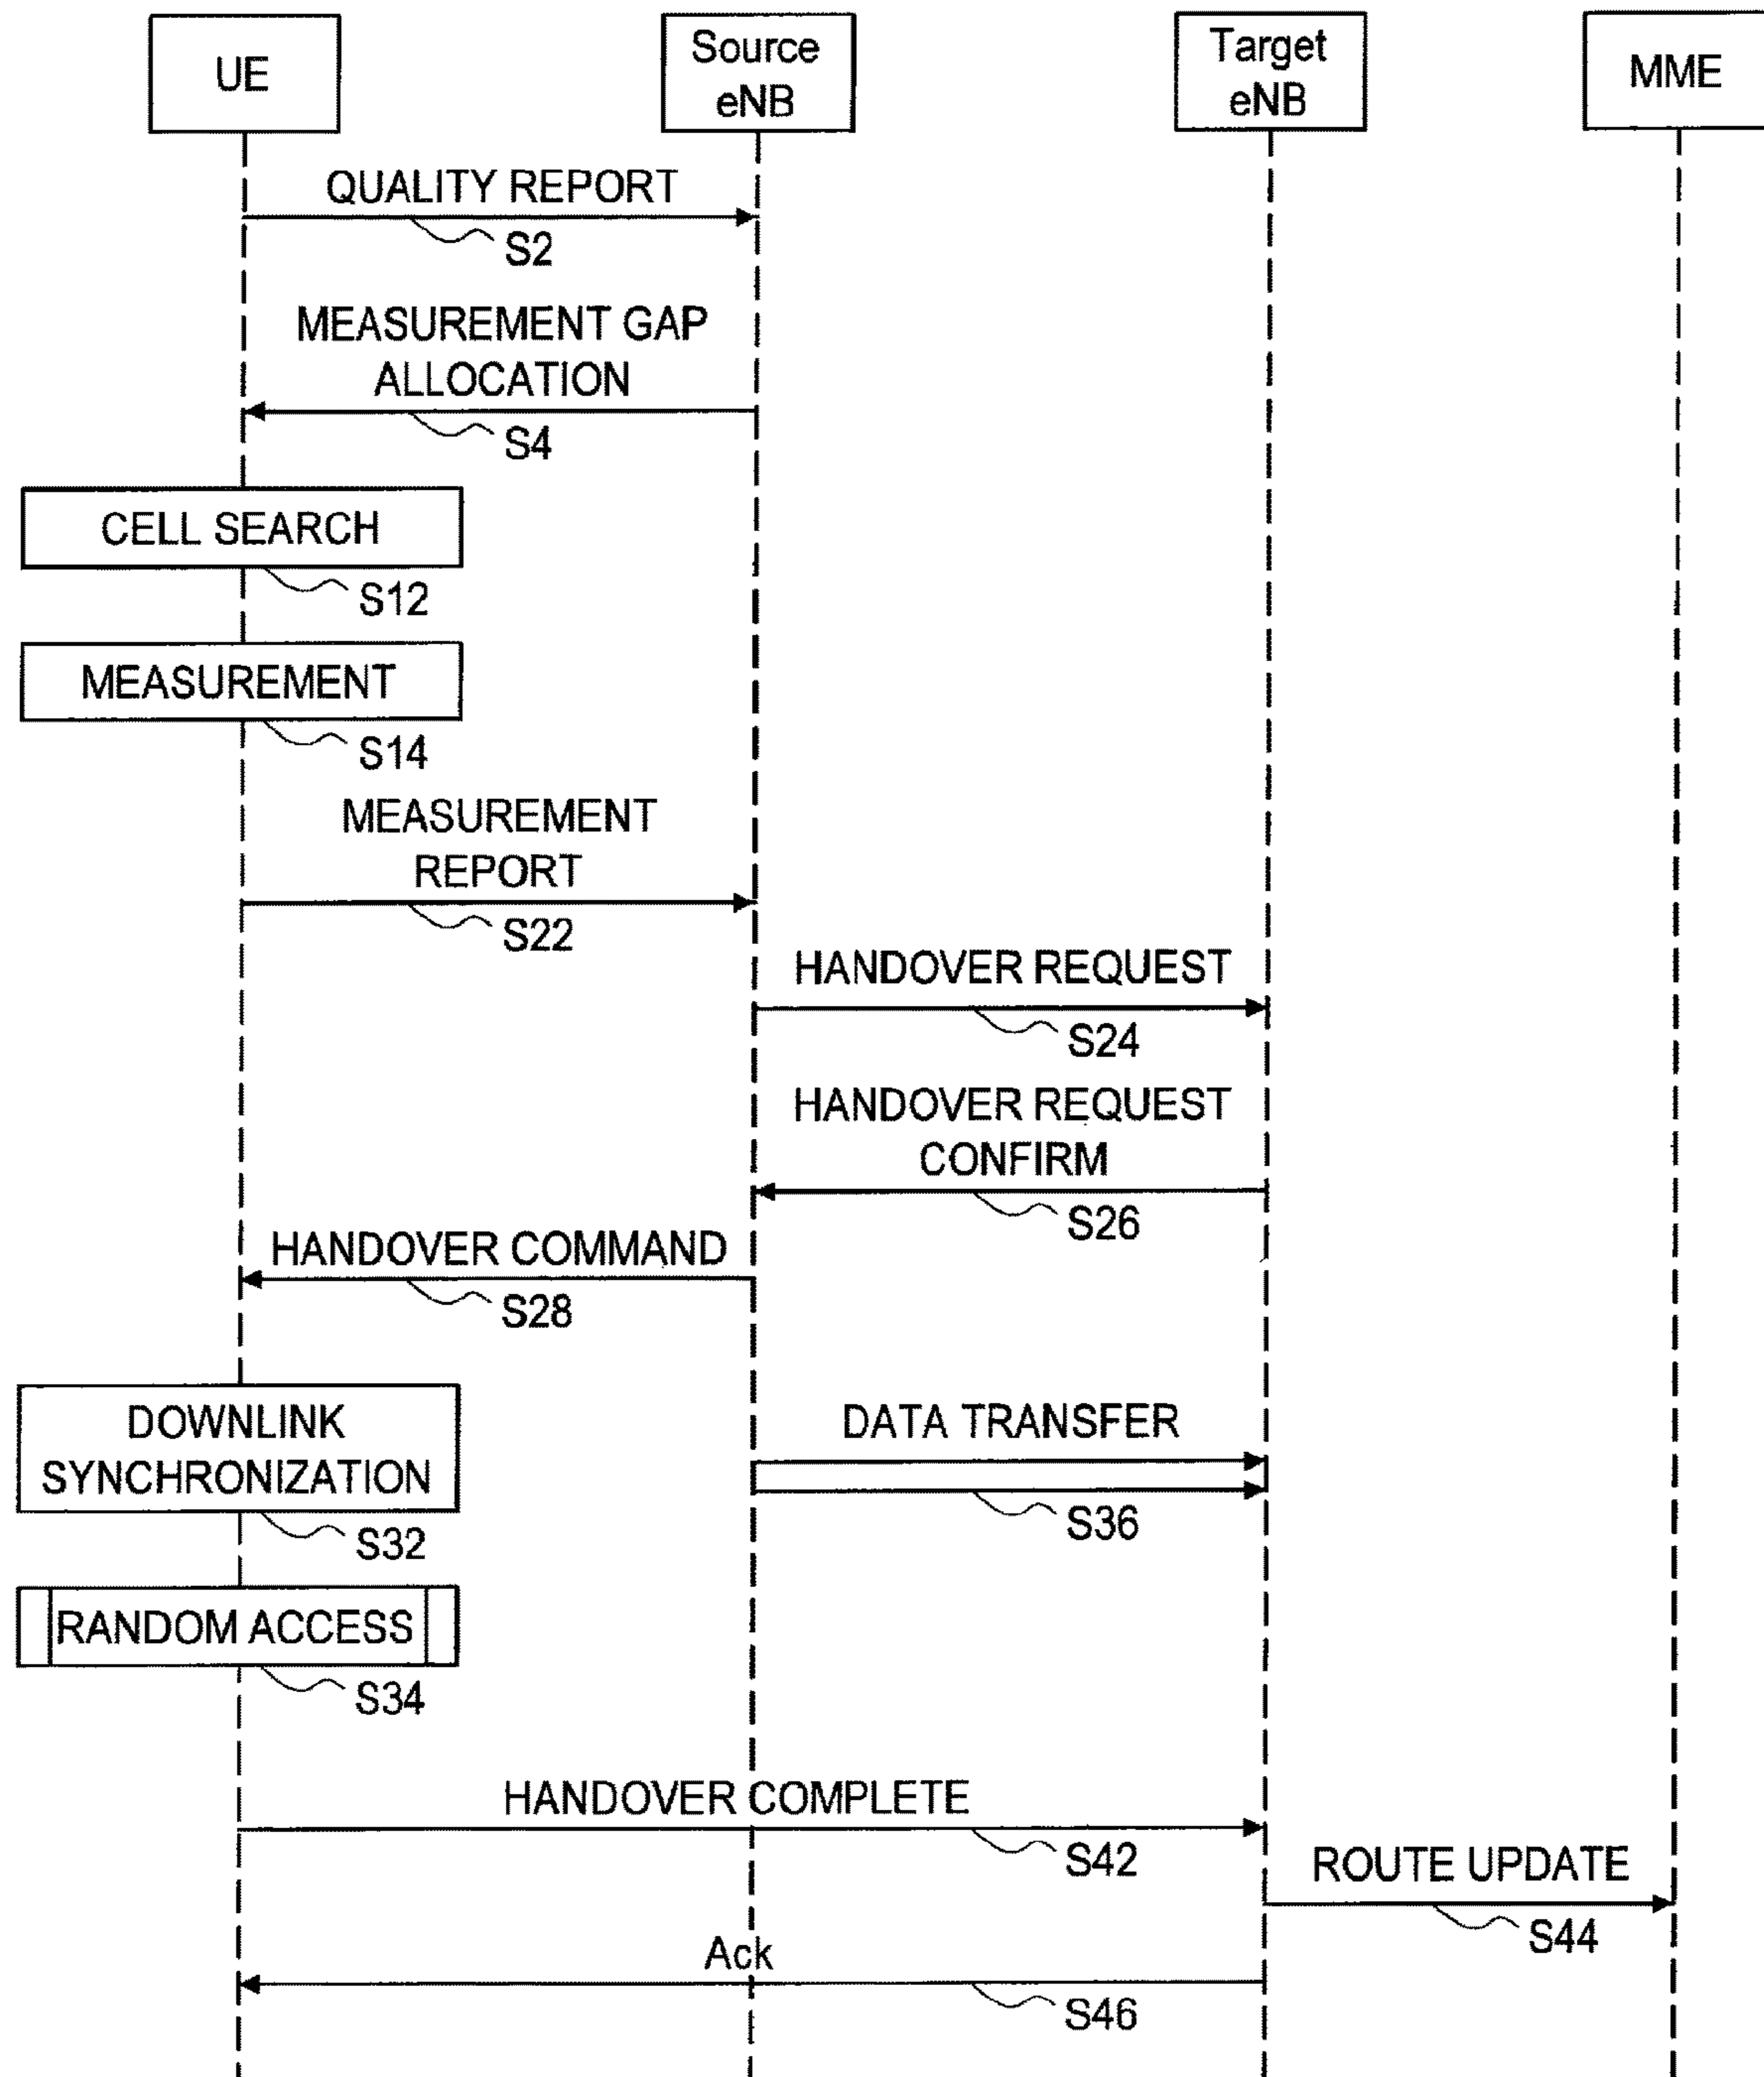 UE
Source
eNB
Target
eNB
MME
QUALITY REPORT
S2
MEASUREMENT GAP
ALLOCATION
S4
CELL SEARCH
S12
MEASUREMENT
S14
MEASUREMENT
REPORT
S22
HANDOVER REQUEST
S24
HANDOVER REQUEST
CONFIRM
S26
HANDOVER COMMAND
S28
DOWNLINK
SYNCHRONIZATION
S32
DATA TRANSFER
S36
RANDOM ACCESS
S34
HANDOVER COMPLETE
S42
ROUTE UPDATE
S44
Ack
S46